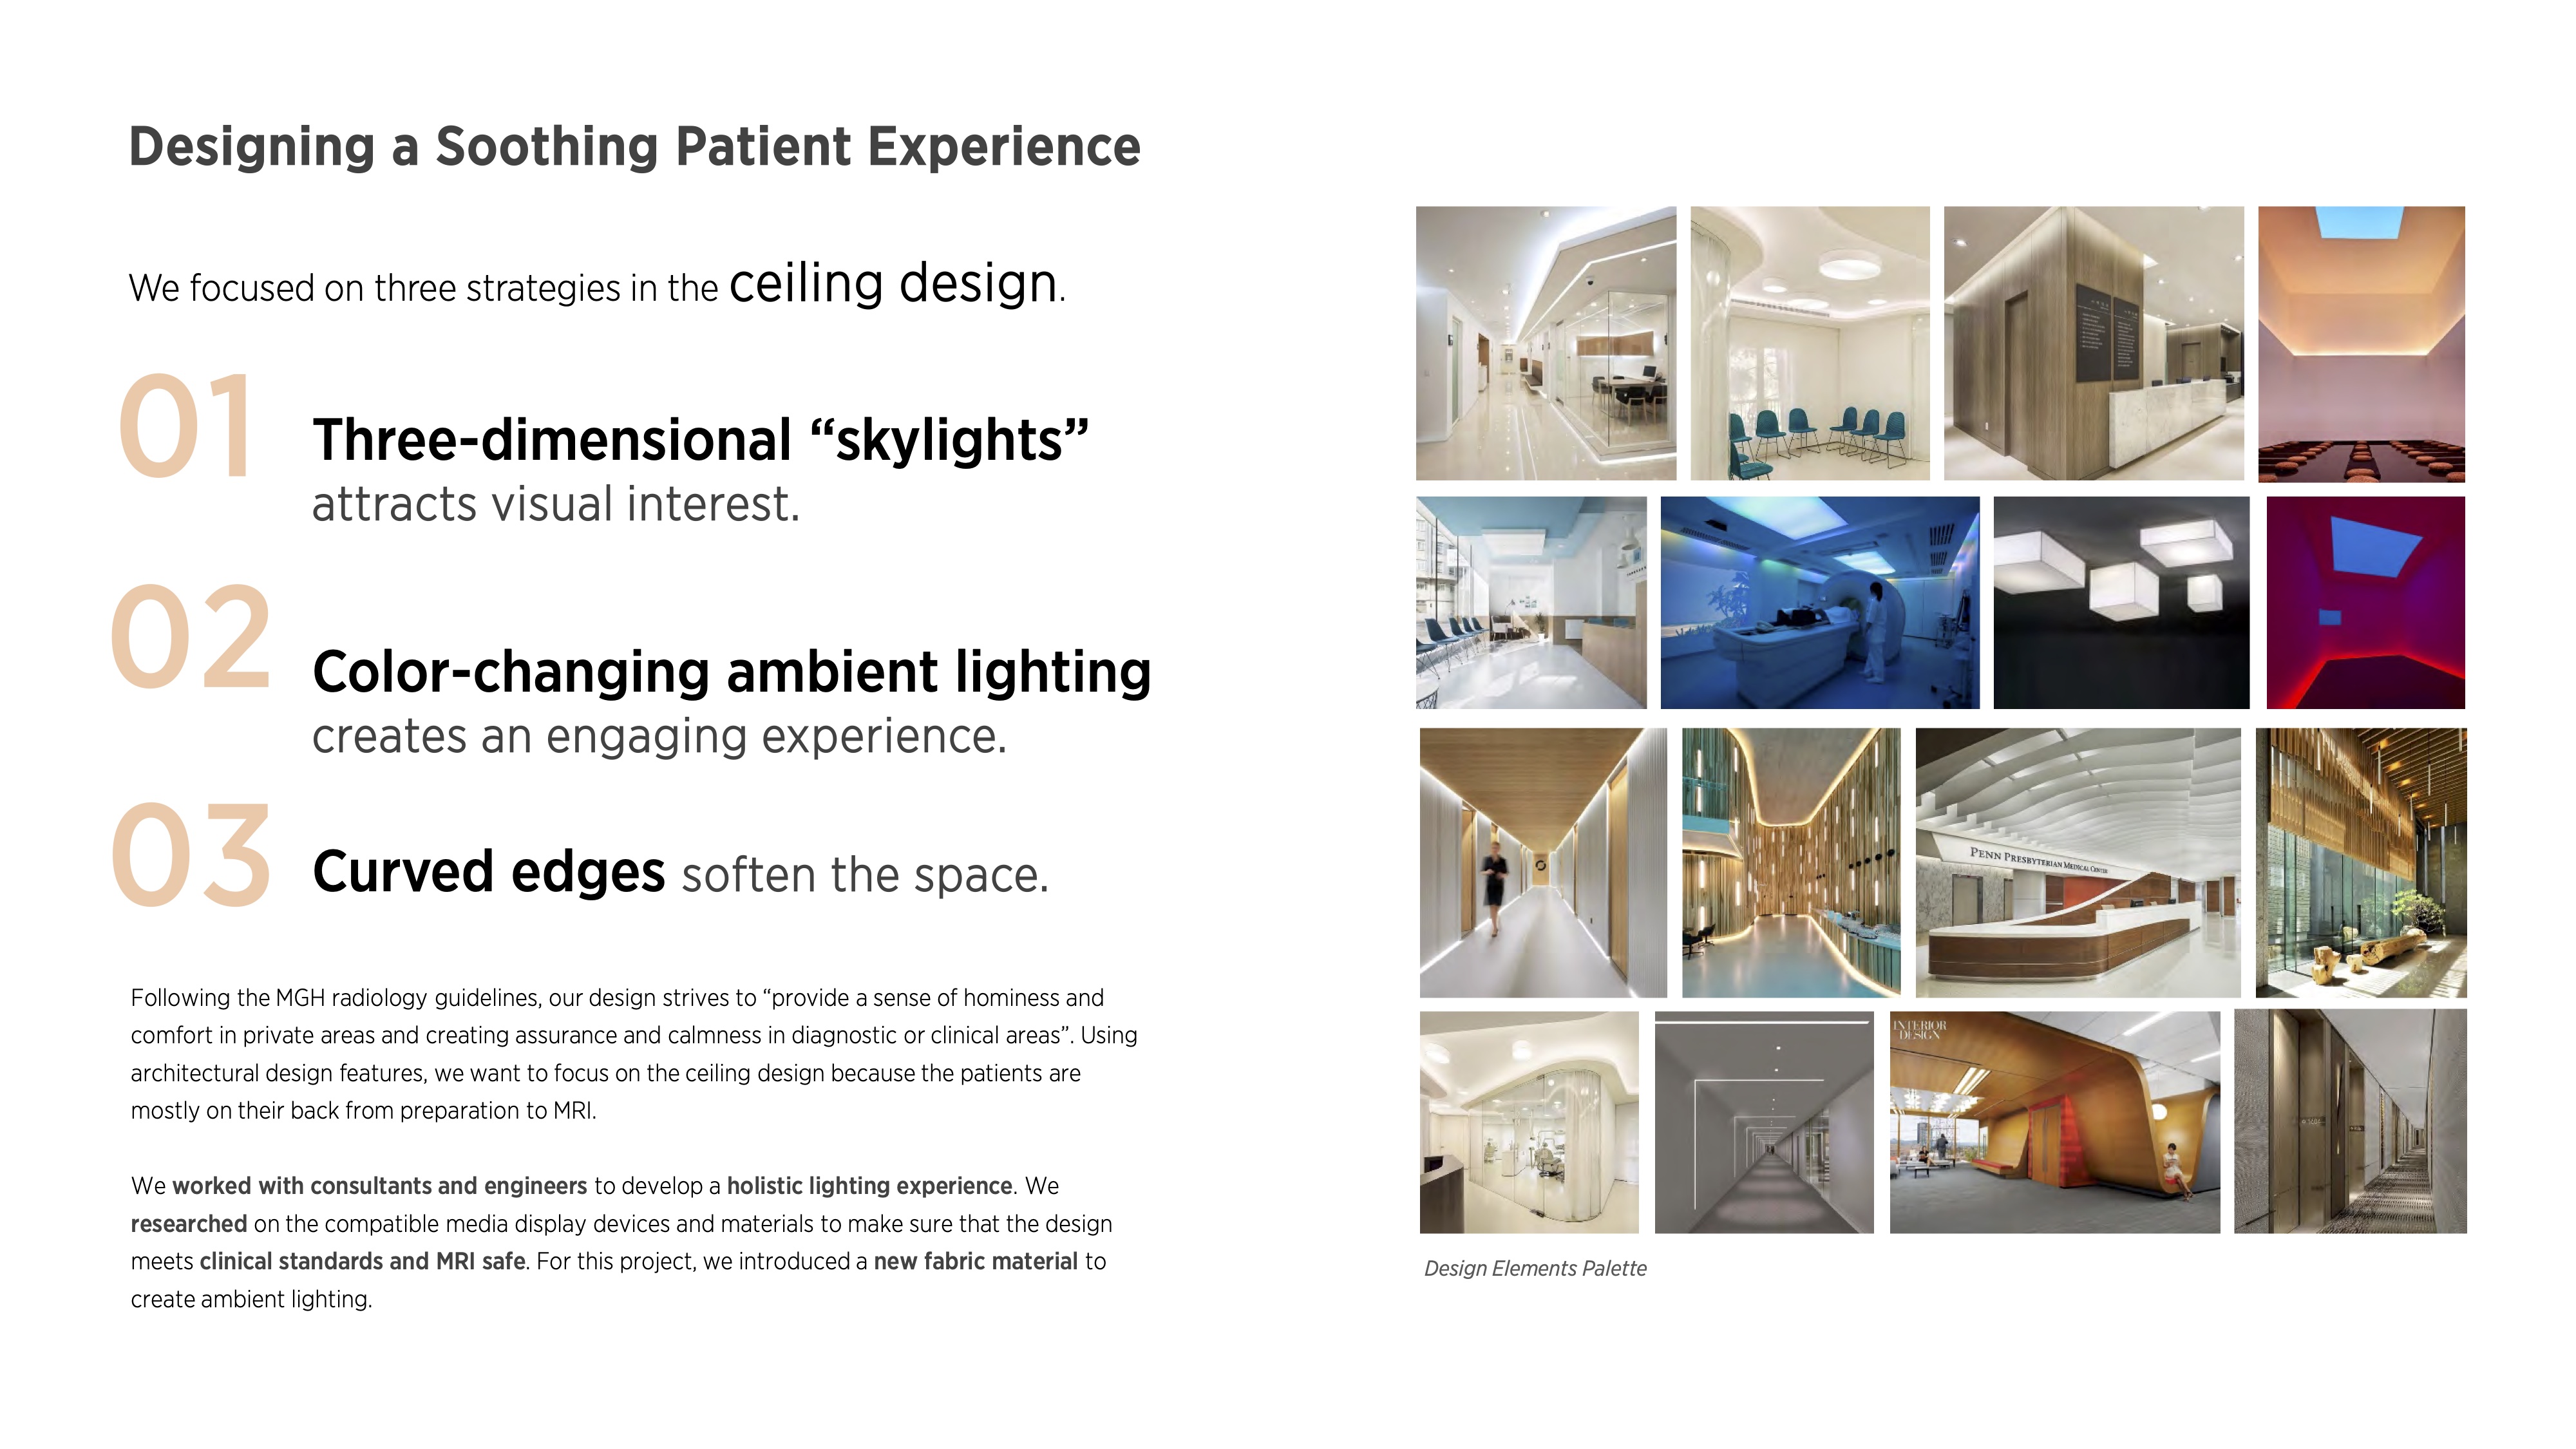 Designing a Soothing Patient Experience
We focused on three strategies in the ceiling design.
01
Three-dimensional “skylights”
attracts visual interest.
02
Color-changing ambient lighting
creates an engaging experience.
03
Curved edges soften the space.
Following the MGH radiology guidelines, our design strives to “provide a sense of hominess and
comfort in private areas and creating assurance and calmness in diagnostic or clinical areas”. Using
architectural design features, we want to focus on the ceiling design because the patients are
mostly on their back from preparation to MRI.
We worked with consultants and engineers to develop a holistic lighting experience. We
researched on the compatible media display devices and materials to make sure that the design
meets clinical standards and MRI safe. For this project, we introduced a new fabric material to
create ambient lighting.
PENN PRESBYTERIAN MEDICAL CENTER
INTERIOR
DESIGN
Design Elements Palette